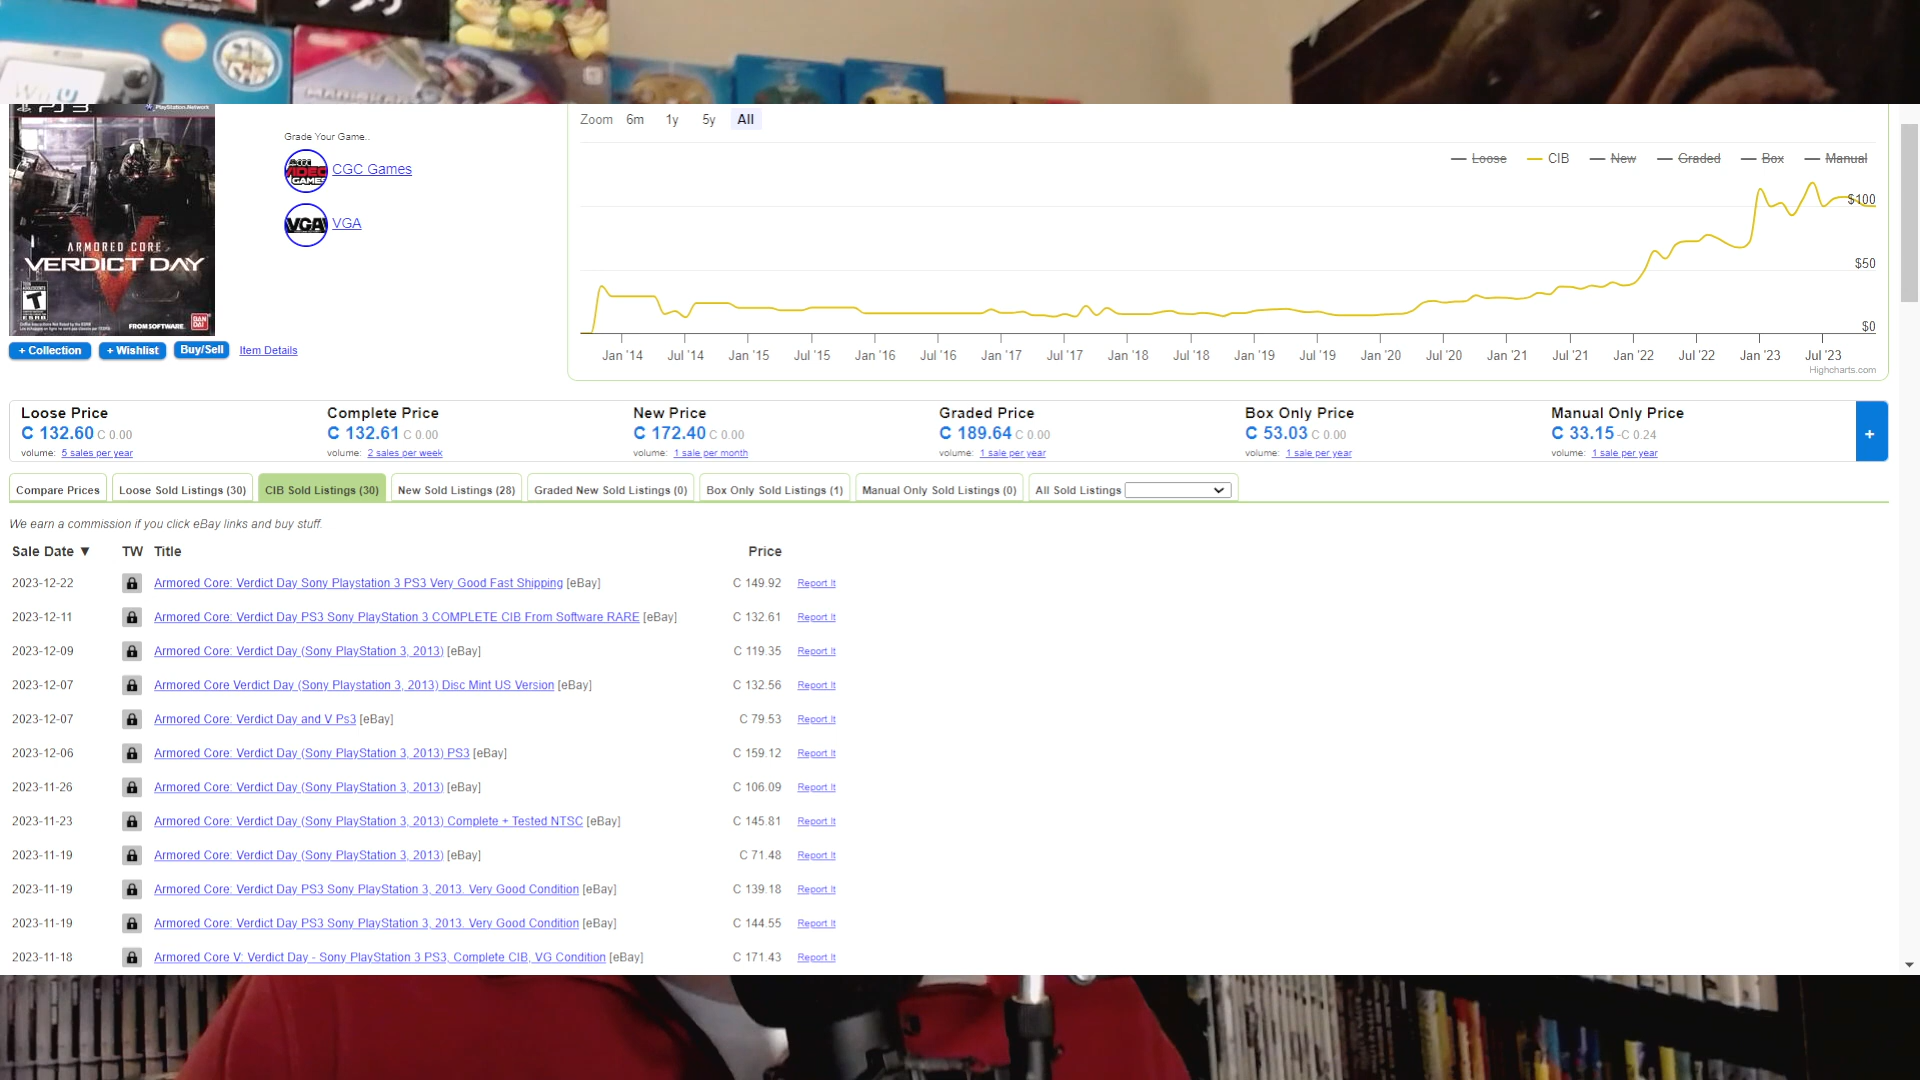 Wii U
MARIO KART
PS3
PlayStation Network
ARMORED CORE
V
VERDICT DAY
T
ESRB
FROM SOFTWARE
BAN
DAI
Grade Your Game..
VIDEO
GAMES
CGC Games
VGA
VGA
+ Collection
+ Wishlist
Buy/Sell
Item Details
Zoom 6m 1y 5y All
Loose CIB New Graded Box Manual
$100
$50
$0
Jan '14 Jul '14 Jan '15 Jul '15 Jan '16 Jul '16 Jan '17 Jul '17 Jan '18 Jul '18 Jan '19 Jul '19 Jan '20 Jul '20 Jan '21 Jul '21 Jan '22 Jul '22 Jan '23 Jul '23
Highcharts.com
Loose Price Complete Price New Price Graded Price Box Only Price Manual Only Price
C 132.60 C 0.00 C 132.61 C 0.00 C 172.40 C 0.00 C 189.64 C 0.00 C 53.03 C 0.00 C 33.15 -C 0.24
+
volume: 5 sales per year volume: 2 sales per week volume: 1 sale per month volume: 1 sale per year volume: 1 sale per year volume: 1 sale per year
Compare Prices Loose Sold Listings (30) CIB Sold Listings (30) New Sold Listings (28) Graded New Sold Listings (0) Box Only Sold Listings (1) Manual Only Sold Listings (0) All Sold Listings
We earn a commission if you click eBay links and buy stuff.
Sale Date ▼ TW Title Price
2023-12-22 Armored Core: Verdict Day Sony Playstation 3 PS3 Very Good Fast Shipping [eBay] C 149.92 Report It
2023-12-11 Armored Core: Verdict Day PS3 Sony PlayStation 3 COMPLETE CIB From Software RARE [eBay] C 132.61 Report It
2023-12-09 Armored Core: Verdict Day (Sony PlayStation 3, 2013) [eBay] C 119.35 Report It
2023-12-07 Armored Core Verdict Day (Sony Playstation 3, 2013) Disc Mint US Version [eBay] C 132.56 Report It
2023-12-07 Armored Core: Verdict Day and V Ps3 [eBay] C 79.53 Report It
2023-12-06 Armored Core: Verdict Day (Sony PlayStation 3, 2013) PS3 [eBay] C 159.12 Report It
2023-11-26 Armored Core: Verdict Day (Sony PlayStation 3, 2013) [eBay] C 106.09 Report It
2023-11-23 Armored Core: Verdict Day (Sony PlayStation 3, 2013) Complete + Tested NTSC [eBay] C 145.81 Report It
2023-11-19 Armored Core: Verdict Day (Sony PlayStation 3, 2013) [eBay] C 71.48 Report It
2023-11-19 Armored Core: Verdict Day PS3 Sony PlayStation 3, 2013. Very Good Condition [eBay] C 139.18 Report It
2023-11-19 Armored Core: Verdict Day PS3 Sony PlayStation 3, 2013. Very Good Condition [eBay] C 144.55 Report It
2023-11-18 Armored Core V: Verdict Day - Sony PlayStation 3 PS3, Complete CIB, VG Condition [eBay] C 171.43 Report It